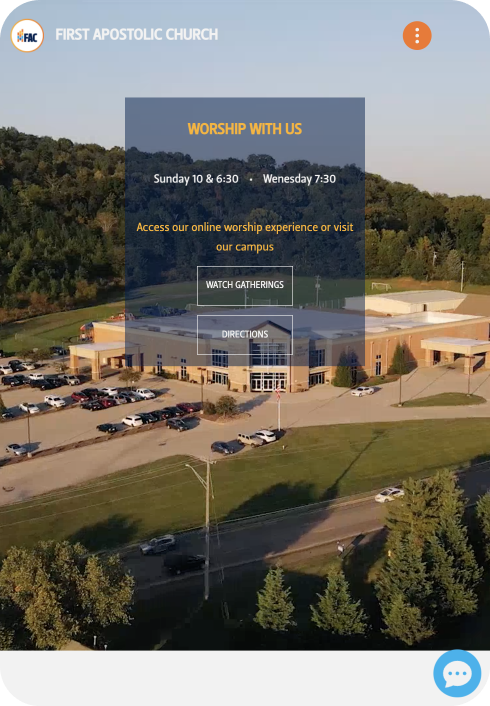 FAC
FIRST APOSTOLIC CHURCH
WORSHIP WITH US
Sunday 10 & 6:30 • Wenesday 7:30
Access our online worship experience or visit
our campus
WATCH GATHERINGS
DIRECTIONS